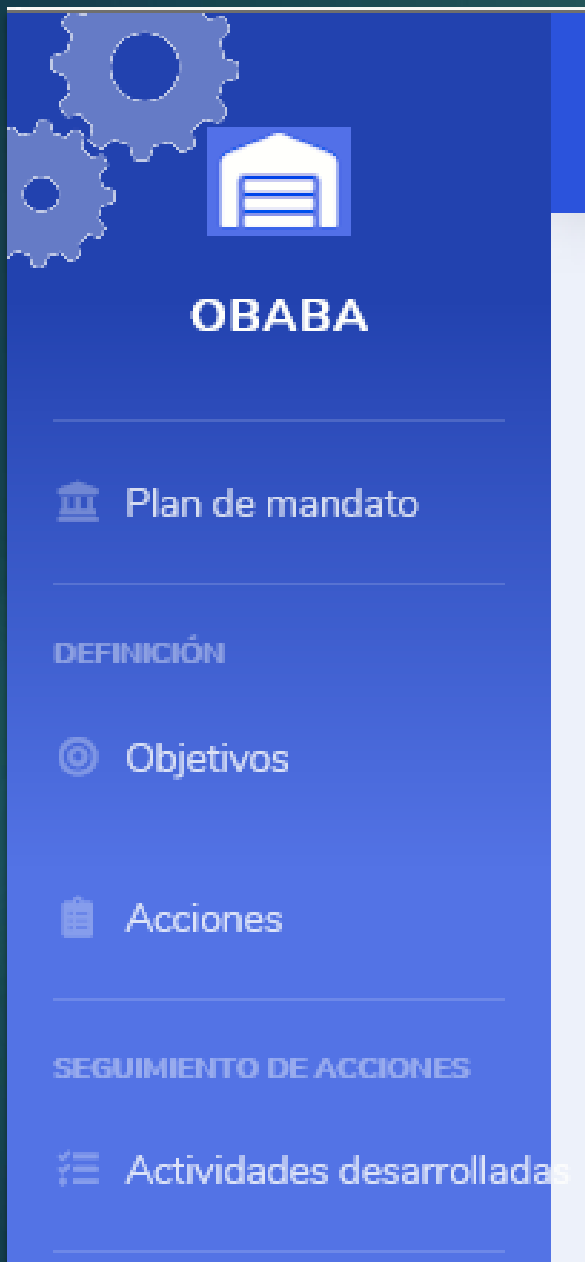 OBABA
Plan de mandato
DEFINICIÓN
Objetivos
Acciones
SEGUIMIENTO DE ACCIONES
Actividades desarrolladas